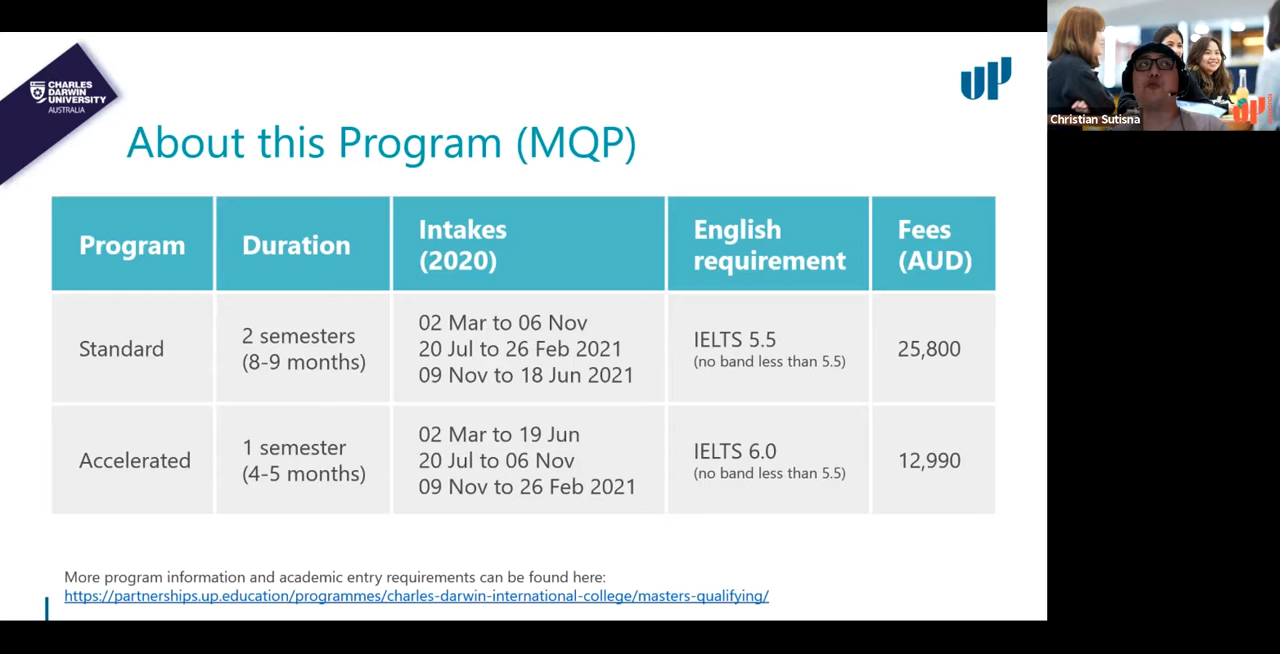 CHARLES
DARWIN
UNIVERSITY
AUSTRALIA
UP
Christian Sutisna
UP
About this Program (MQP)
Program
Duration
Intakes
(2020)
English
requirement
Fees
(AUD)
Standard
2 semesters
(8-9 months)
02 Mar to 06 Nov
20 Jul to 26 Feb 2021
09 Nov to 18 Jun 2021
IELTS 5.5
(no band less than 5.5)
25,800
Accelerated
1 semester
(4-5 months)
02 Mar to 19 Jun
20 Jul to 06 Nov
09 Nov to 26 Feb 2021
IELTS 6.0
(no band less than 5.5)
12,990
More program information and academic entry requirements can be found here:
https://partnerships.up.education/programmes/charles-darwin-international-college/masters-qualifying/